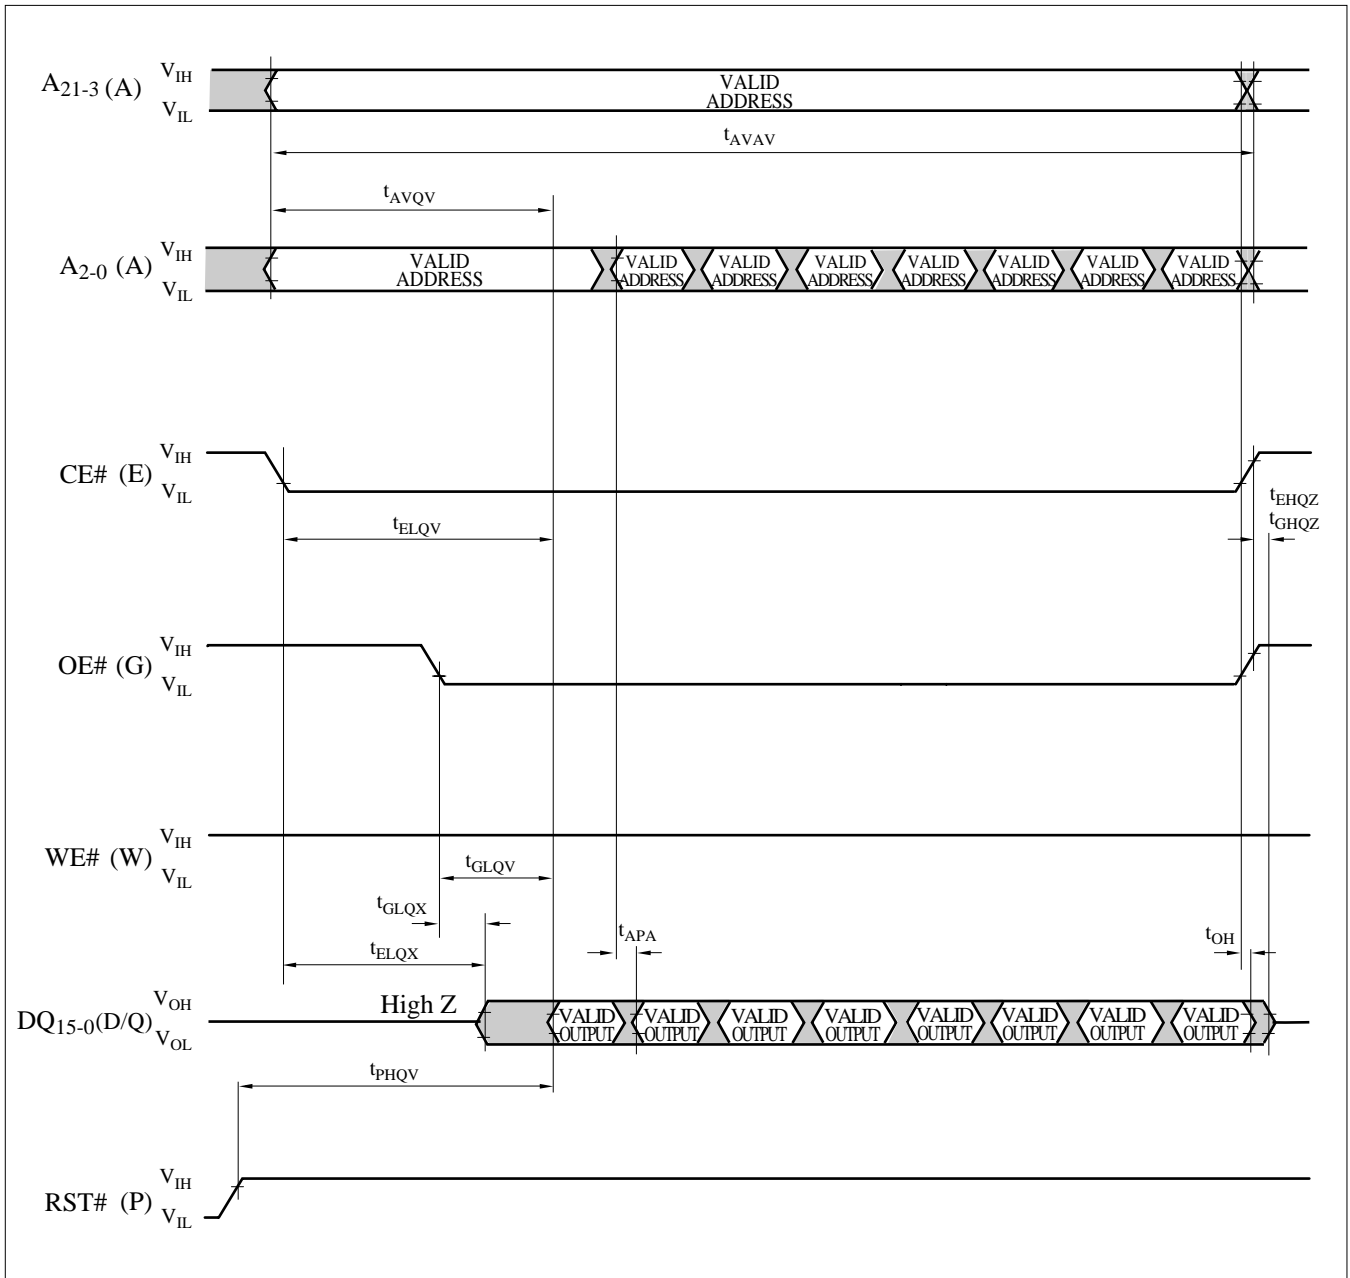 A21-3 (A) VIH VALID
VIL ADDRESS
tAVAV
tAVQV
A2-0 (A) VIH VALID VALID VALID VALID VALID VALID VALID VALID
VIL ADDRESS ADDRESS ADDRESS ADDRESS ADDRESS ADDRESS ADDRESS ADDRESS
CE# (E) VIH
VIL
tEHQZ
tGHQZ
tELQV
OE# (G) VIH
VIL
WE# (W) VIH
VIL
tGLQV
tGLQX
tAPA
tOH
tELQX
DQ15-0(D/Q) VOH High Z VALID VALID VALID VALID VALID VALID VALID VALID
VOL OUTPUT OUTPUT OUTPUT OUTPUT OUTPUT OUTPUT OUTPUT OUTPUT
tPHQV
RST# (P) VIH
VIL